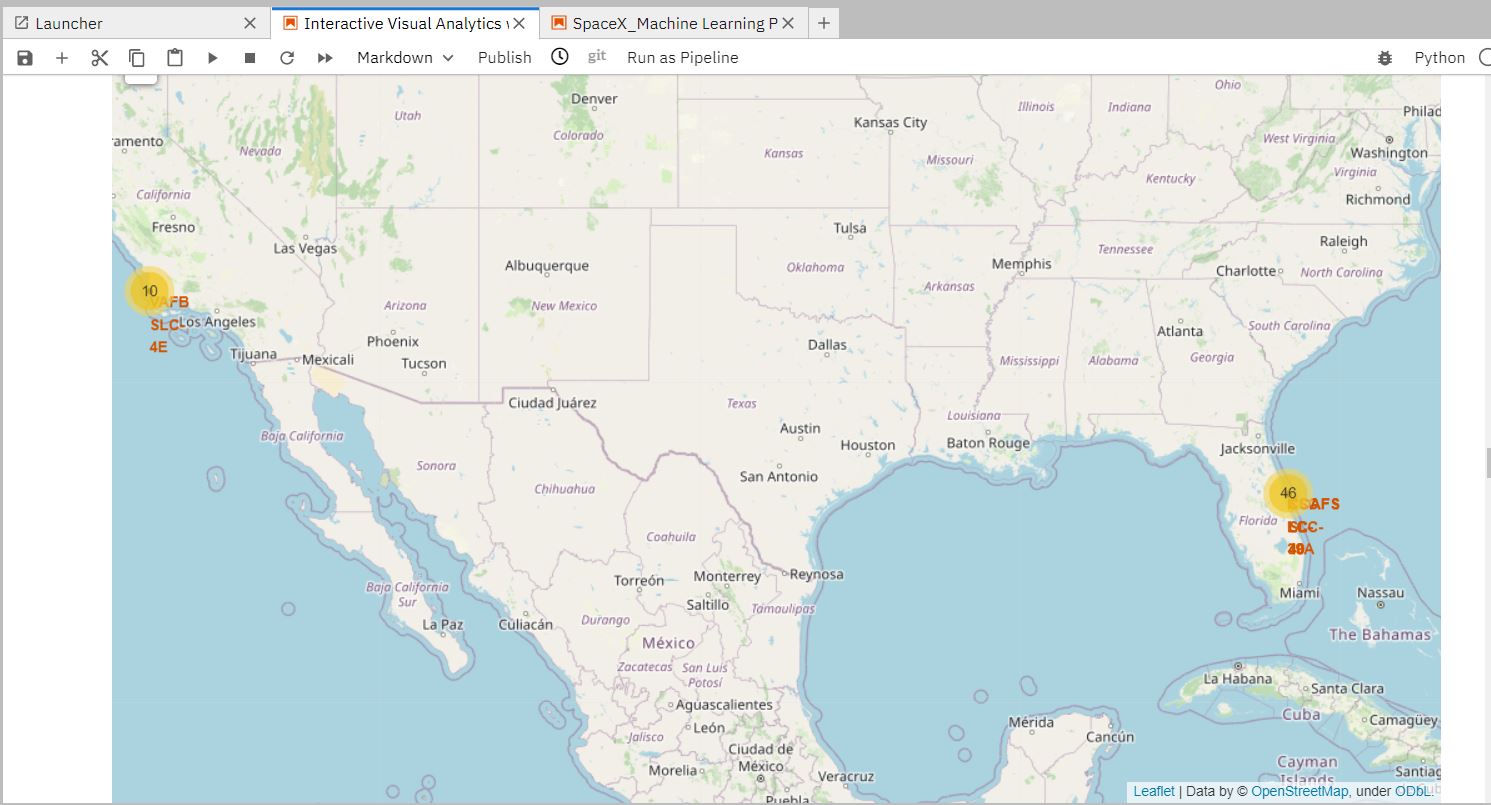 Launcher
Interactive Visual Analytics
SpaceX_Machine Learning P
Markdown
Publish
git
Run as Pipeline
Python
Denver
Utah
Colorado
Nevada
ramento
California
Fresno
Las Vegas
Kansas City
Kansas
Missouri
Illinois
Indiana
Ohio
Philad
West Virginia
Washington
Virginia
Kentucky
Richmond
Albuquerque
Tulsa
Oklahoma
Memphis
Tennessee
Raleigh
Charlotte
North Carolina
10
VAFB
SLC-
4E
Los Angeles
Arizona
New Mexico
Arkansas
Phoenix
Tucson
Tijuana
Mexicali
Dallas
Atlanta
South Carolina
Mississippi
Alabama
Georgia
Ciudad Juárez
Texas
Louisiana
Austin
Houston
Baton Rouge
Jacksonville
San Antonio
Baja California
Sonora
Chihuahua
46
Florida
Coahuila
Baja California
Sur
Torreón
Monterrey
Reynosa
Saltillo
Tamaulipas
Miami
Nassau
The Bahamas
La Paz
Culiacán
Durango
México
Zacatecas
San Luis
Potosí
La Habana
Santa Clara
Cuba
Camagüey
Aguascalientes
León
Jalisco
Ciudad de
México
Morelia
Veracruz
Puebla
Mérida
Cancún
Cayman
Islands
Santiag
Leaflet | Data by © OpenStreetMap, under ODbL.